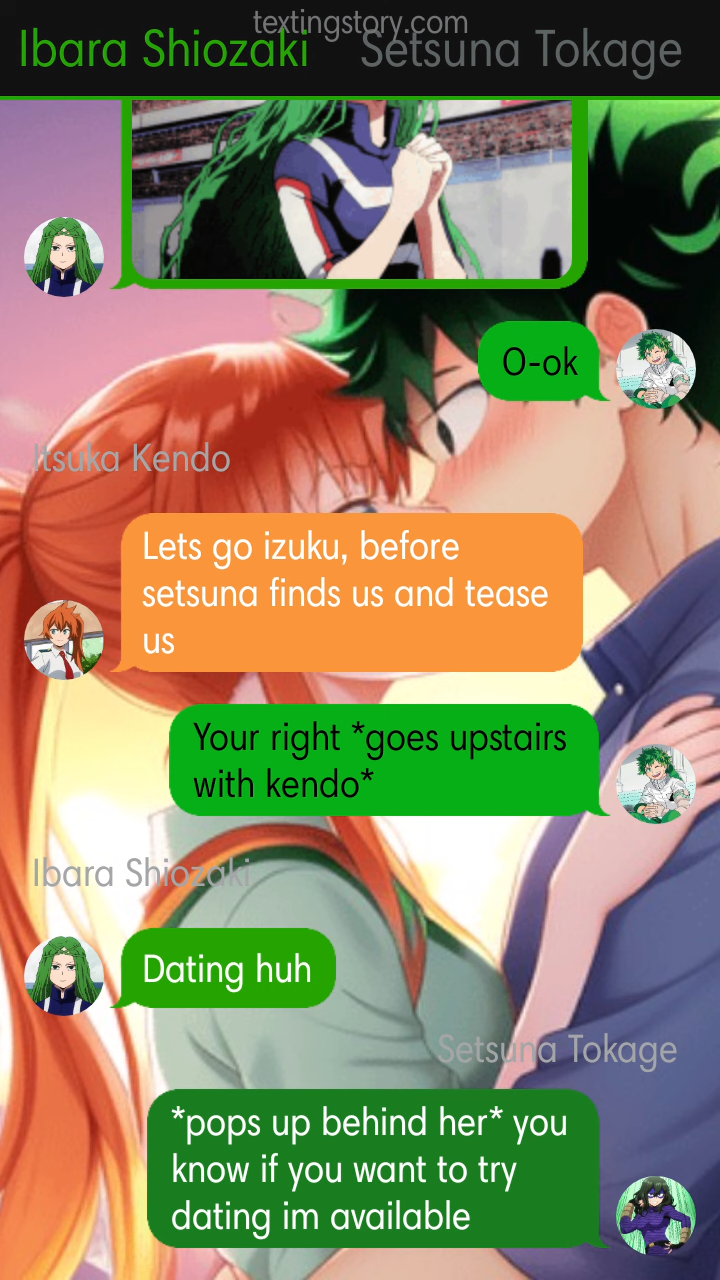 textingstory.com
Ibara Shiozaki Setsuna Tokage
O-ok
Itsuka Kendo
Lets go izuku, before
setsuna finds us and tease
us
Your right *goes upstairs
with kendo*
Ibara Shiozaki
Dating huh
Setsuna Tokage
*pops up behind her* you
know if you want to try
dating im available